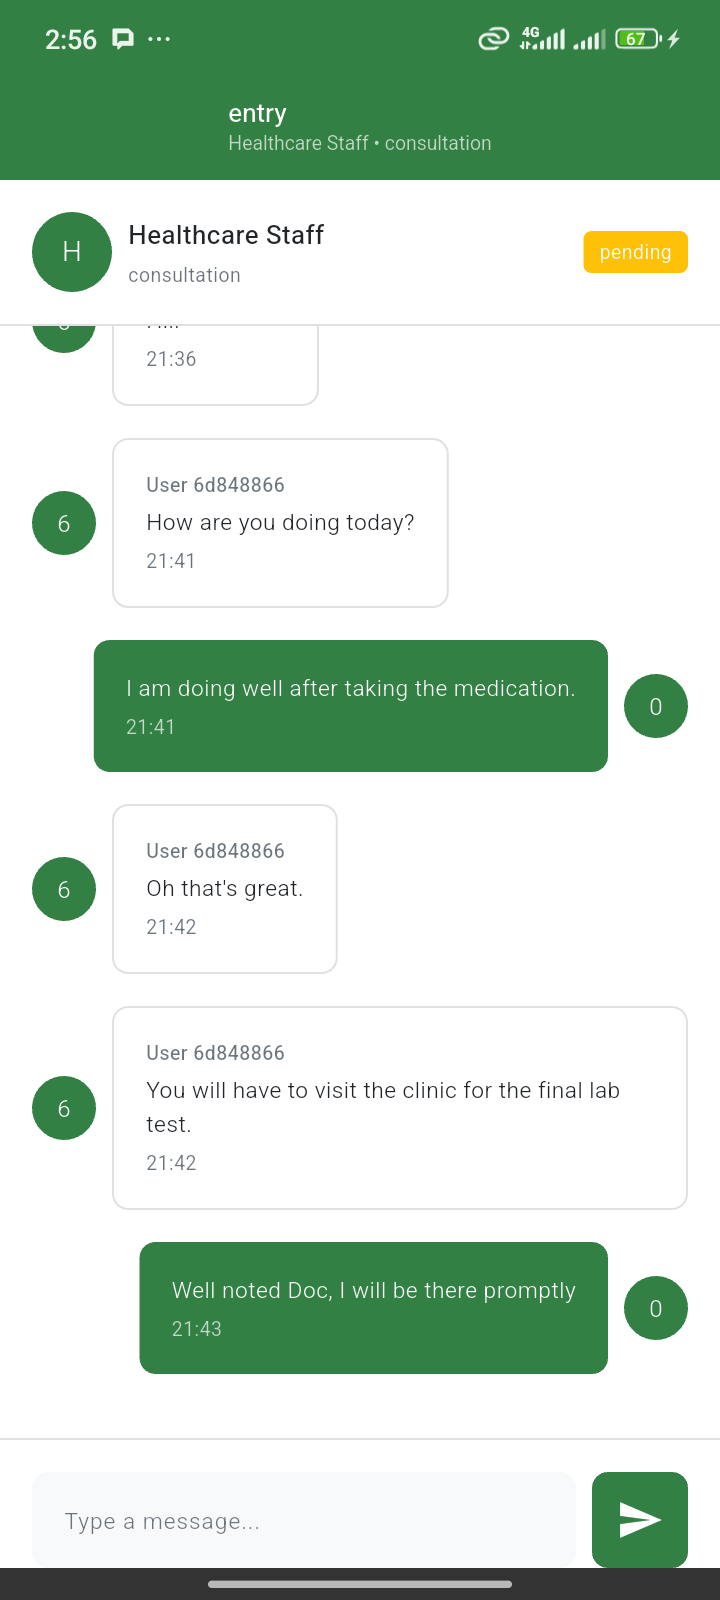 2:56
4G
67
entry
Healthcare Staff • consultation
H
Healthcare Staff
consultation
pending
21:36
User 6d848866
6
How are you doing today?
21:41
I am doing well after taking the medication.
0
21:41
User 6d848866
6
Oh that's great.
21:42
User 6d848866
6
You will have to visit the clinic for the final lab
test.
21:42
Well noted Doc, I will be there promptly
0
21:43
Type a message...